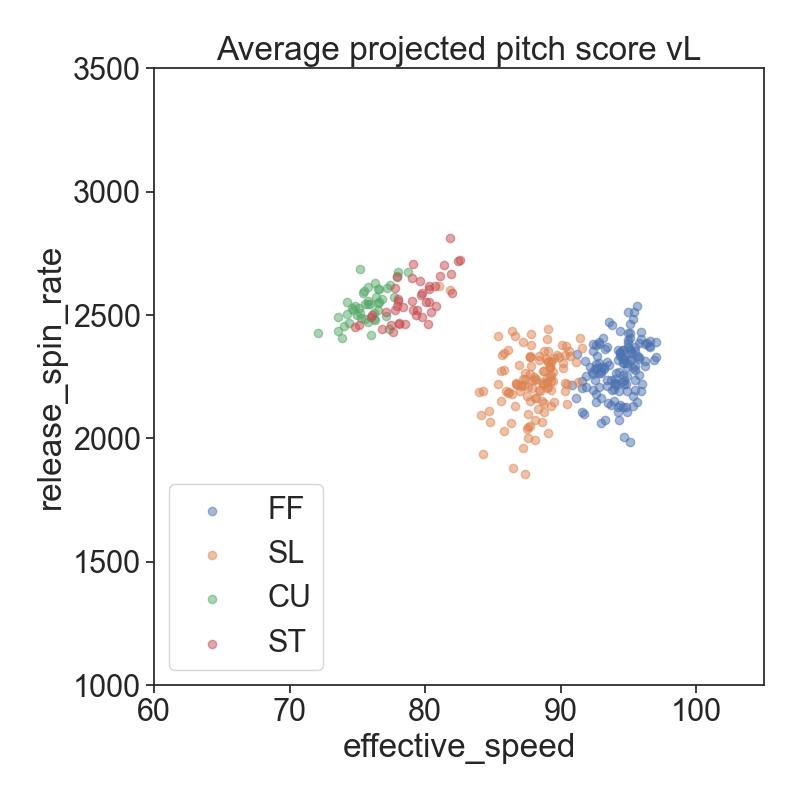 Average projected pitch score vL
3500
3000
2500
2000
1500
1000
release_spin_rate
FF
SL
CU
ST
60 70 80 90 100
effective_speed